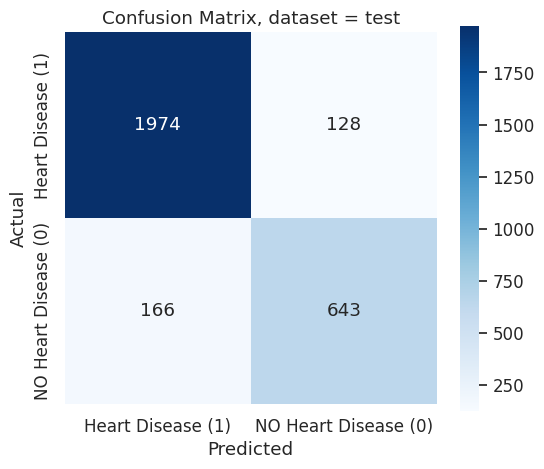 Confusion Matrix, dataset = test
Actual
Heart Disease (1)
NO Heart Disease (0)
1974
128
166
643
Heart Disease (1)
NO Heart Disease (0)
Predicted
1750
1500
1250
1000
750
500
250